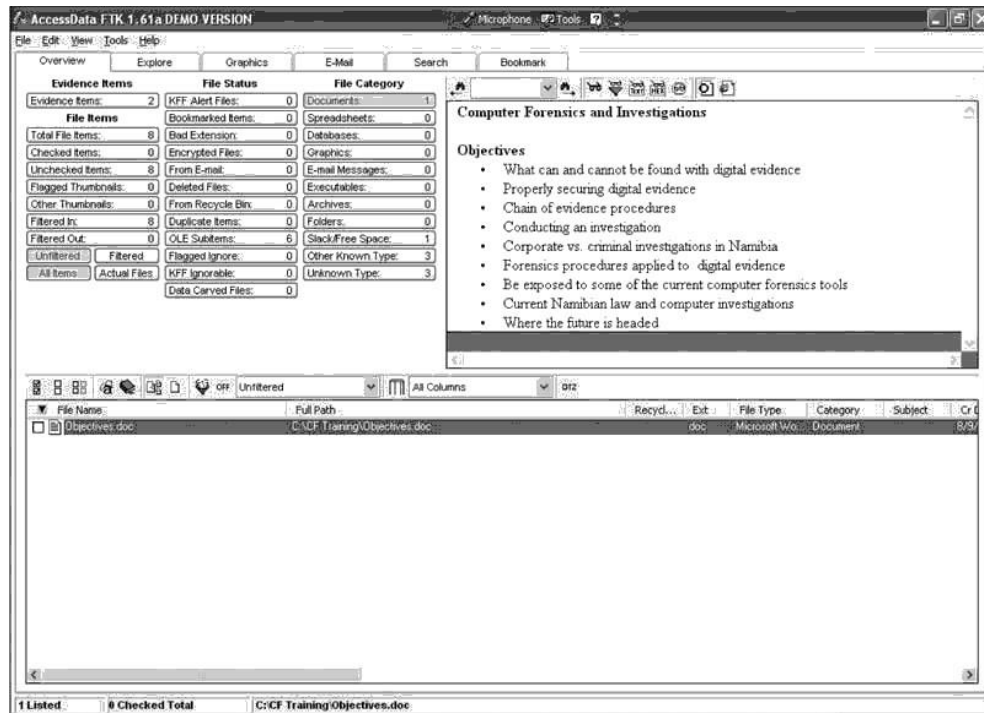 AccessData FTK 1.61a DEMO VERSION
Microphone Tools
File Edit View Tools Help
Overview Explore Graphics E-Mail Search Bookmark
Evidence Items
Evidence Items: 2
File Items
Total File Items: 8
Checked Items: 0
Unchecked Items: 8
Flagged Thumbnails: 0
Other Thumbnails: 0
Filtered In: 8
Filtered Out: 0
Unfiltered Filtered
All Items Actual Files
File Status
KFF Alert Files: 0
Bookmarked Items: 0
Bad Extension: 0
Encrypted Files: 0
From E-mail: 0
Deleted Files: 0
From Recycle Bin: 0
Duplicate Items: 0
OLE Subitems: 6
Flagged Ignore: 0
KFF Ignorable: 0
Data Carved Files: 0
File Category
Documents: 1
Spreadsheets: 0
Databases: 0
Graphics: 0
E-mail Messages: 0
Executables: 0
Archives: 0
Folders: 0
Slack/Free Space: 1
Other Known Type: 3
Unknown Type: 3
Computer Forensics and Investigations
Objectives
• What can and cannot be found with digital evidence
• Properly securing digital evidence
• Chain of evidence procedures
• Conducting an investigation
• Corporate vs. criminal investigations in Namibia
• Forensics procedures applied to digital evidence
• Be exposed to some of the current computer forensics tools
• Current Namibian law and computer investigations
• Where the future is headed
OFF Unfiltered All Columns DTZ
File Name Full Path Recycl... Ext File Type Category Subject Cr D
Objectives.doc C:\CF Training\Objectives.doc doc Microsoft Wo... Document 8/9/
1 Listed 0 Checked Total C:\CF Training\Objectives.doc